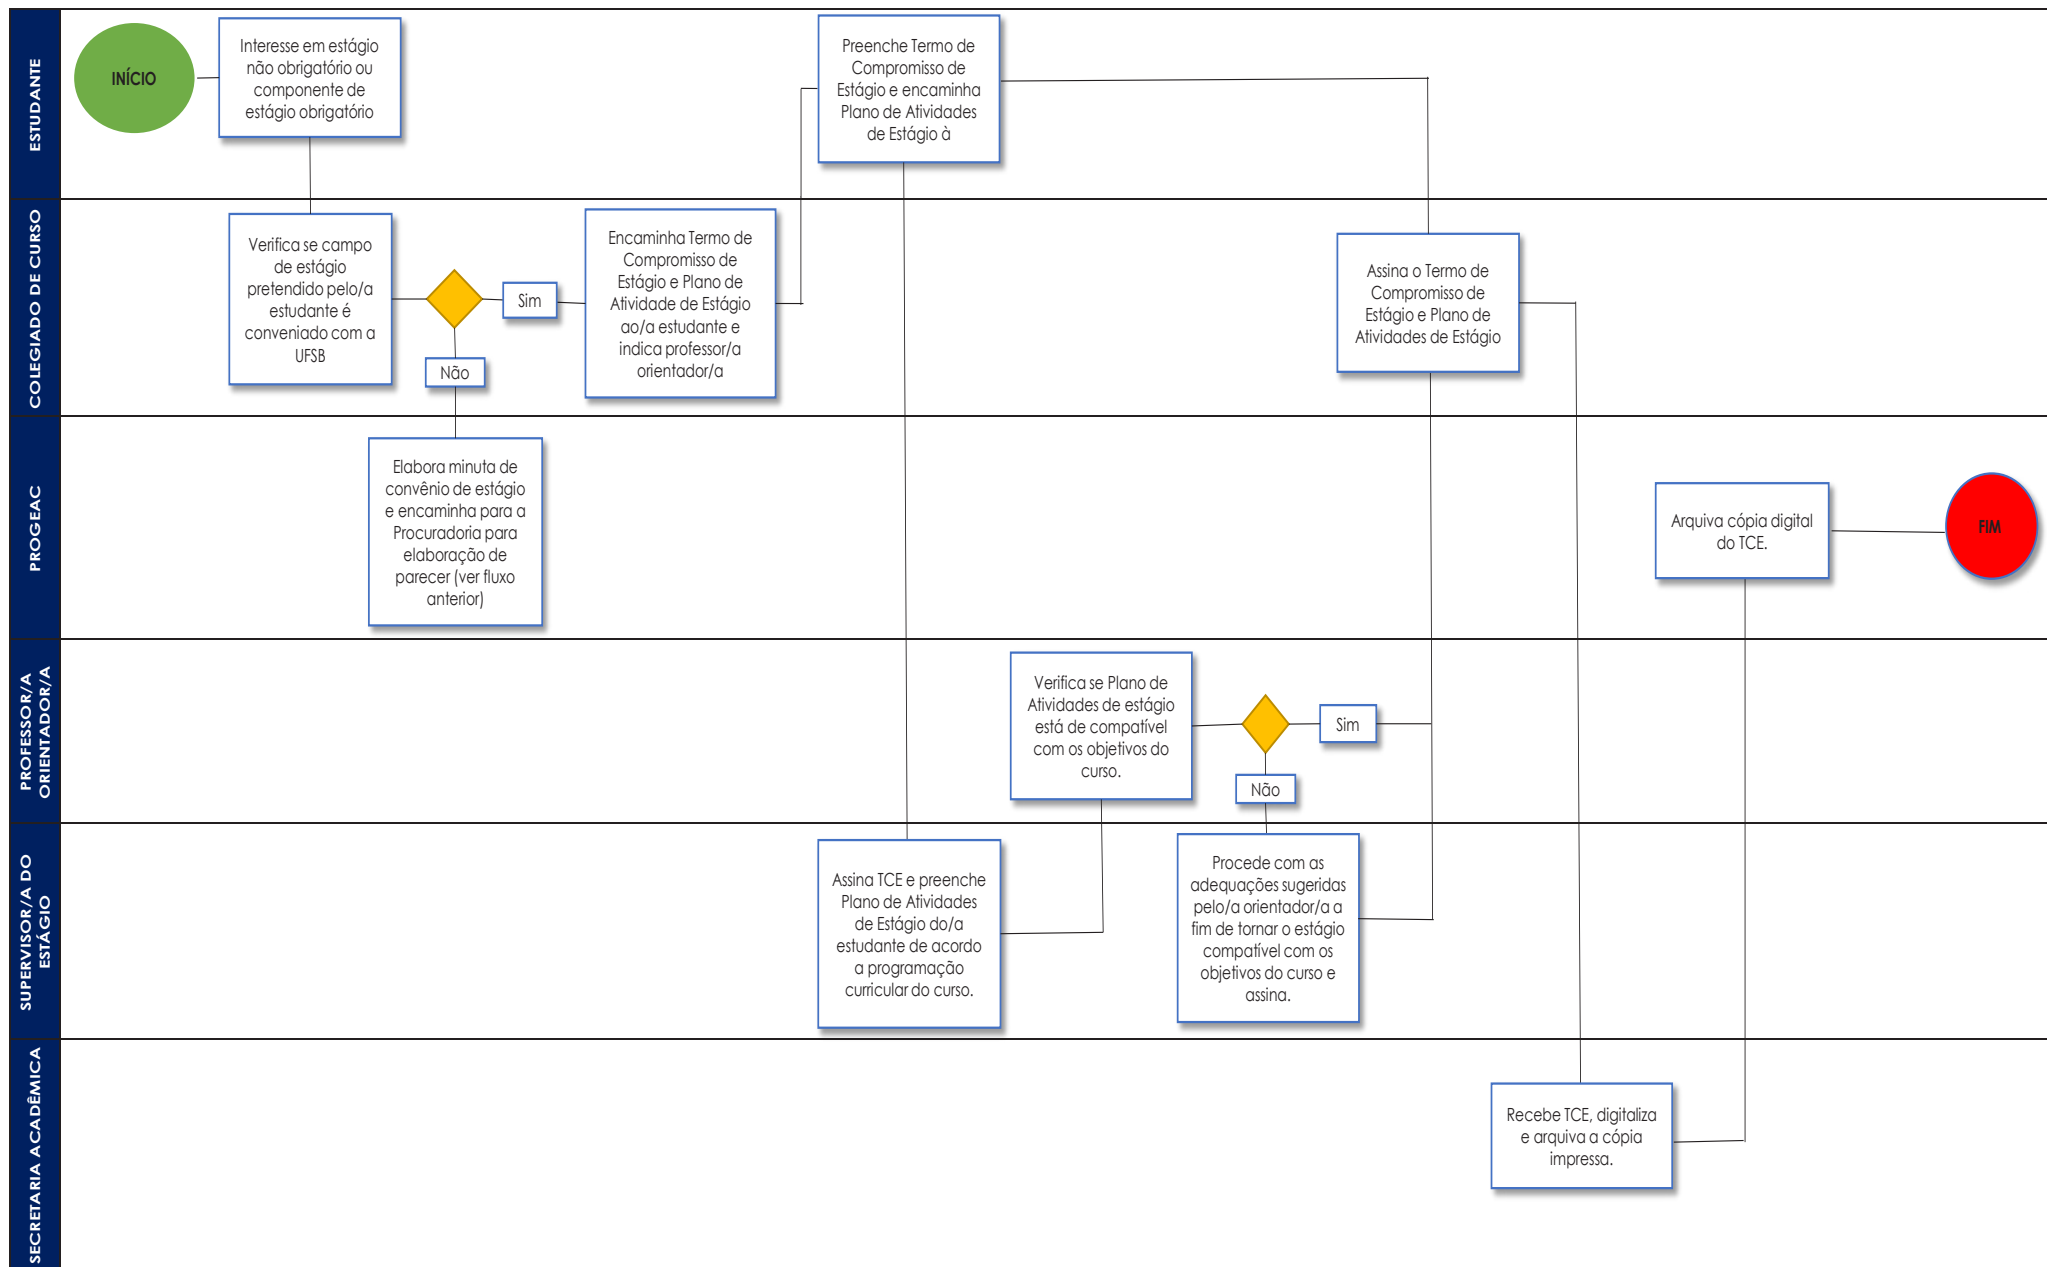 ESTUDANTE
INÍCIO
Interesse em estágio
não obrigatório ou
componente de
estágio obrigatório
Preenche Termo de
Compromisso de
Estágio e encaminha
Plano de Atividades
de Estágio à
COLEGIADO DE CURSO
Verifica se campo
de estágio
pretendido pelo/a
estudante é
conveniado com a
UFSB
Sim
Não
Encaminha Termo de
Compromisso de
Estágio e Plano de
Atividade de Estágio
ao/a estudante e
indica professor/a
orientador/a
Assina o Termo de
Compromisso de
Estágio e Plano de
Atividades de Estágio
PROGEAC
Elabora minuta de
convênio de estágio
e encaminha para a
Procuradoria para
elaboração de
parecer (ver fluxo
anterior)
Arquiva cópia digital
do TCE.
FIM
PROFESSOR/A
ORIENTADOR/A
Verifica se Plano de
Atividades de estágio
está de compatível
com os objetivos do
curso.
Sim
Não
SUPERVISOR/A DO
ESTÁGIO
Assina TCE e preenche
Plano de Atividades
de Estágio do/a
estudante de acordo
a programação
curricular do curso.
Procede com as
adequações sugeridas
pelo/a orientador/a a
fim de tornar o estágio
compatível com os
objetivos do curso e
assina.
SECRETARIA ACADÊMICA
Recebe TCE, digitaliza
e arquiva a cópia
impressa.